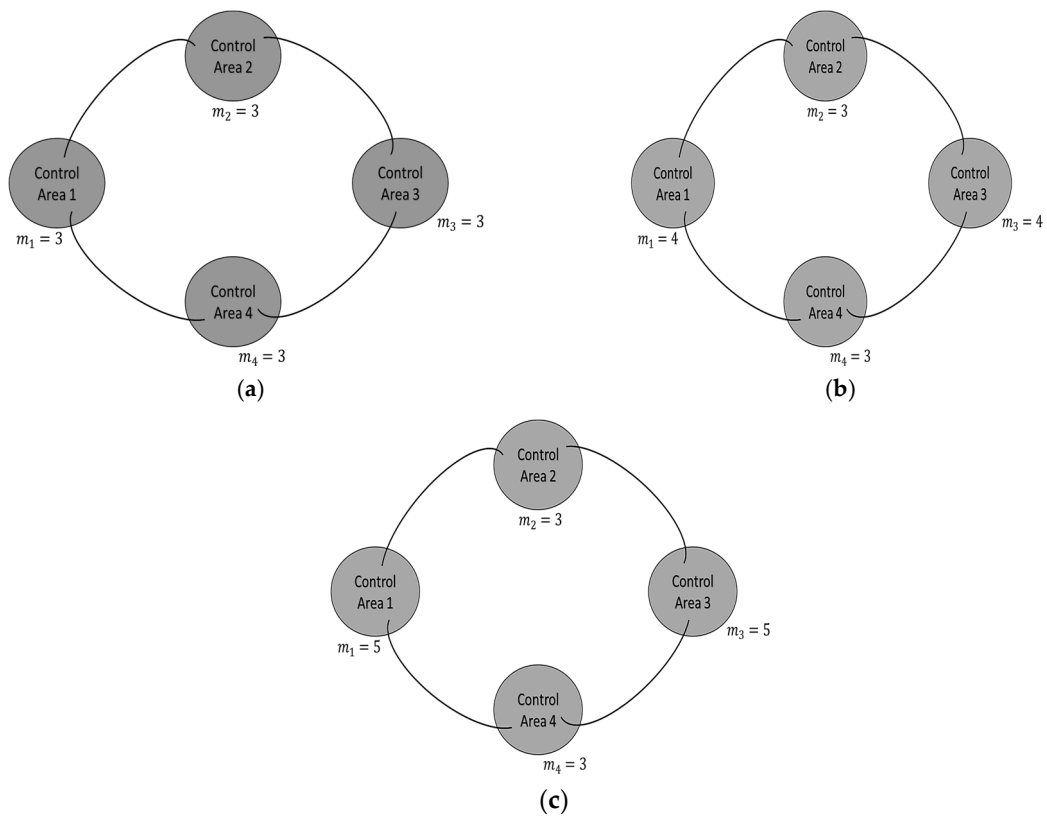 Control
Area 2
m₂ = 3
Control
Area 1
m₁ = 3
Control
Area 3
m₃ = 3
Control
Area 4
m₄ = 3
(a)
Control
Area 2
m₂ = 3
Control
Area 1
m₁ = 4
Control
Area 3
m₃ = 4
Control
Area 4
m₄ = 3
(b)
Control
Area 2
m₂ = 3
Control
Area 1
m₁ = 5
Control
Area 3
m₃ = 5
Control
Area 4
m₄ = 3
(c)